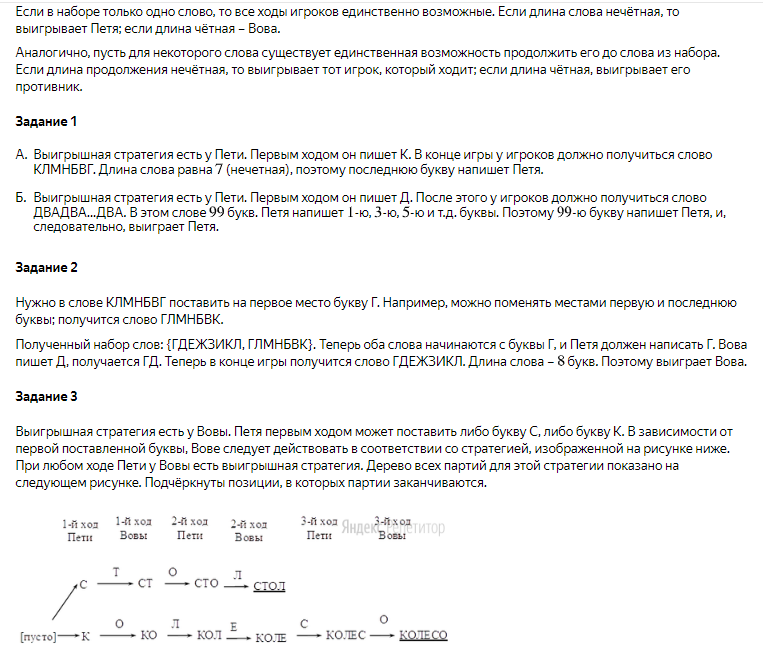 Если в наборе только одно слово, то все ходы игроков единственно возможные. Если длина слова нечётная, то
выигрывает Петя; если длина чётная – Вова.
Аналогично, пусть для некоторого слова существует единственная возможность продолжить его до слова из набора.
Если длина продолжения нечётная, то выигрывает тот игрок, который ходит; если длина чётная, выигрывает его
противник.
Задание 1
А. Выигрышная стратегия есть у Пети. Первым ходом он пишет К. В конце игры у игроков должно получиться слово
КЛМНБВГ. Длина слова равна 7 (нечетная), поэтому последнюю букву напишет Петя.
Б. Выигрышная стратегия есть у Пети. Первым ходом он пишет Д. После этого у игроков должно получиться слово
ДВАДВА...ДВА. В этом слове 99 букв. Петя напишет 1-ю, 3-ю, 5-ю и т.д. буквы. Поэтому 99-ю букву напишет Петя, и,
следовательно, выиграет Петя.
Задание 2
Нужно в слове КЛМНБВГ поставить на первое место букву Г. Например, можно поменять местами первую и последнюю
буквы; получится слово ГЛМНБВК.
Полученный набор слов: {ГДЕЖЗИКЛ, ГЛМНБВК}. Теперь оба слова начинаются с буквы Г, и Петя должен написать Г. Вова
пишет Д, получается ГД. Теперь в конце игры получится слово ГДЕЖЗИКЛ. Длина слова – 8 букв. Поэтому выиграет Вова.
Задание 3
Выигрышная стратегия есть у Вовы. Петя первым ходом может поставить либо букву С, либо букву К. В зависимости от
первой поставленной буквы, Вове следует действовать в соответствии со стратегией, изображенной на рисунке ниже.
При любом ходе Пети у Вовы есть выигрышная стратегия. Дерево всех партий для этой стратегии показано на
следующем рисунке. Подчёркнуты позиции, в которых партии заканчиваются.
1-й ход Пети 1-й ход Вовы 2-й ход Пети 2-й ход Вовы 3-й ход Пети 3-й ход Вовы
Яндекс Репетитор
Т О Л
С СТ СТО СТОЛ
О Л Е С О
[пусто] К КО КОЛ КОЛЕ КОЛЕС КОЛЕСО